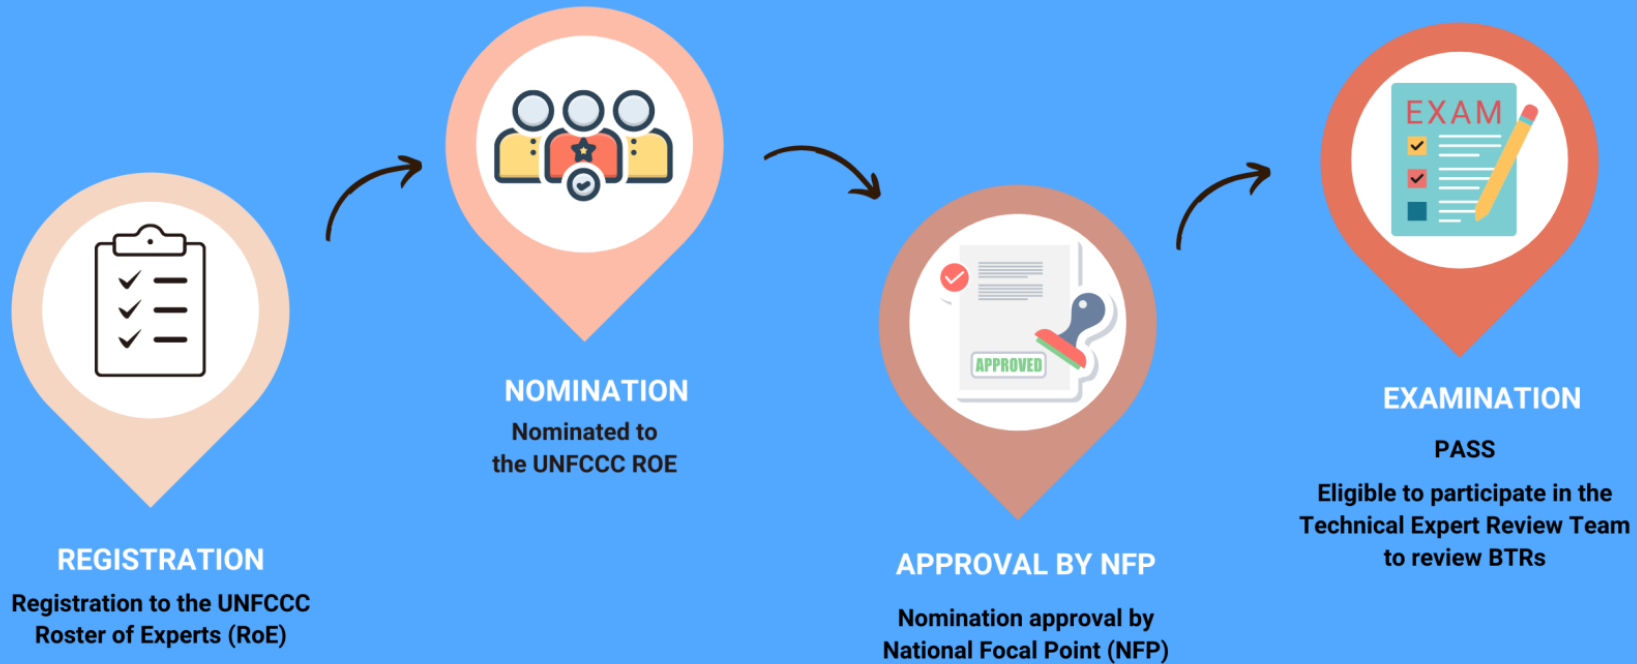 REGISTRATION
Registration to the UNFCCC
Roster of Experts (RoE)
NOMINATION
Nominated to
the UNFCCC ROE
APPROVED
APPROVAL BY NFP
Nomination approval by
National Focal Point (NFP)
EXAM
EXAMINATION
PASS
Eligible to participate in the
Technical Expert Review Team
to review BTRs